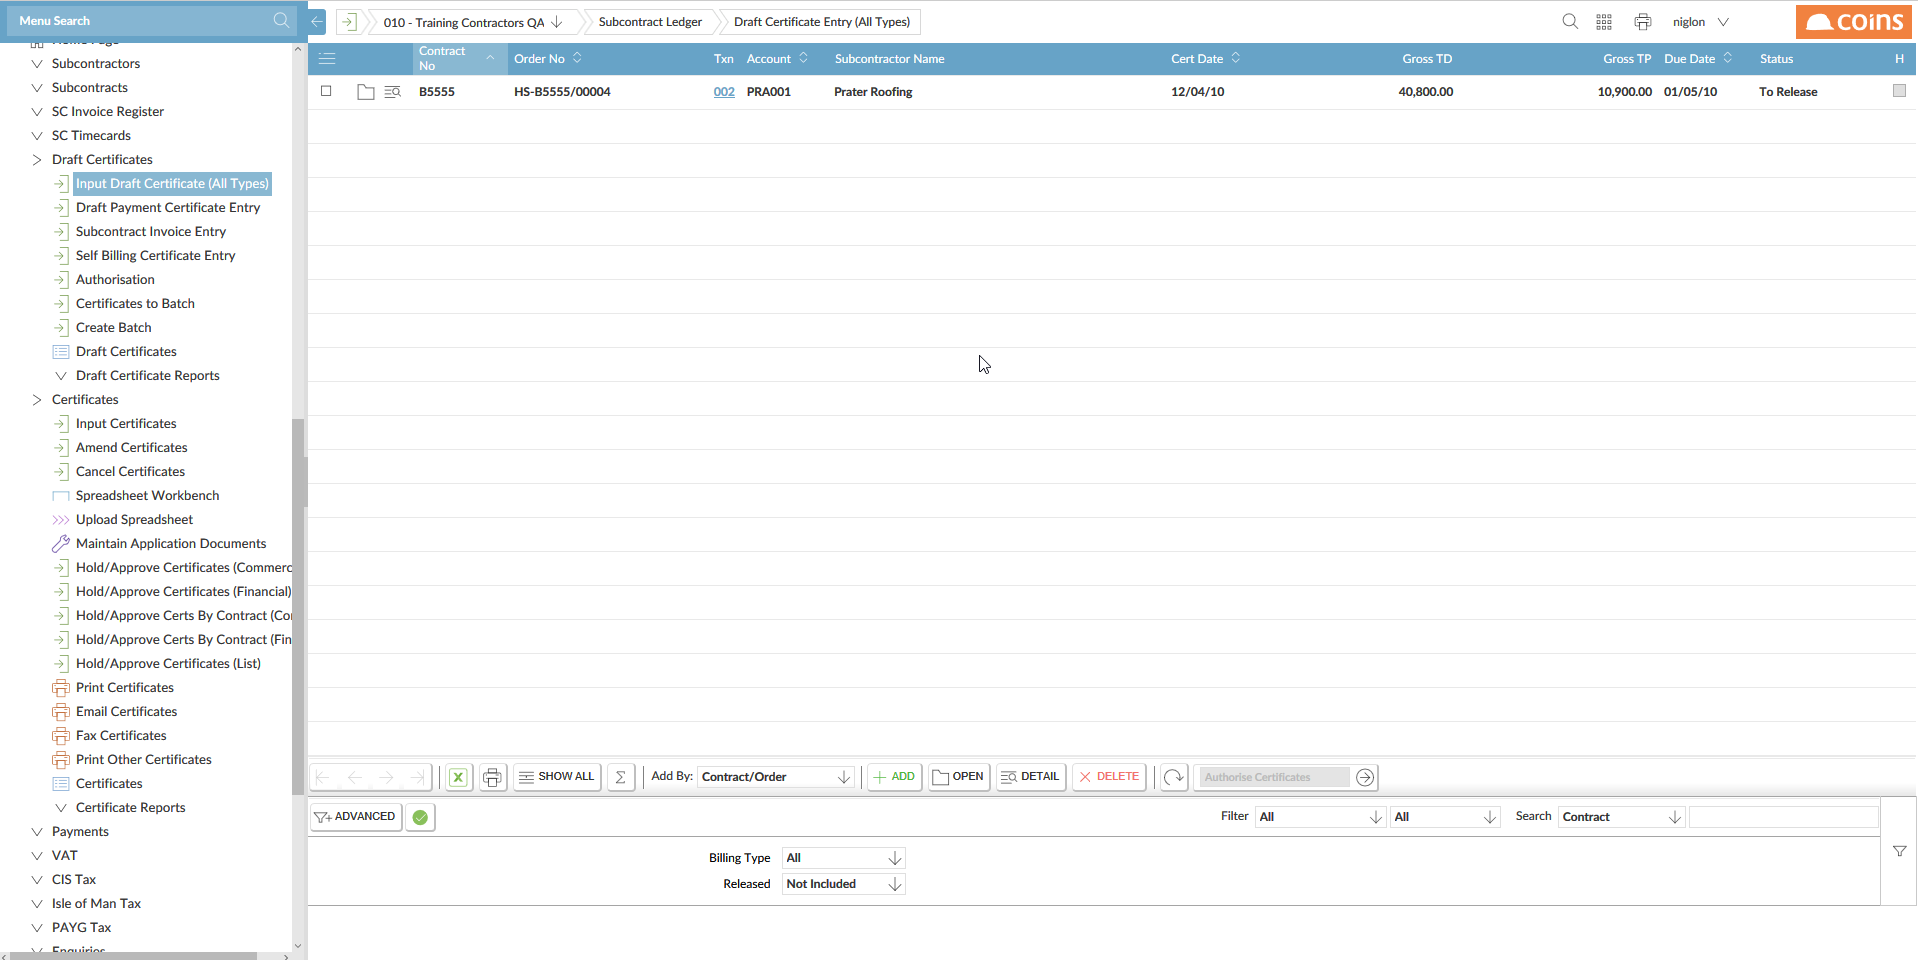 Menu Search
010 - Training Contractors QA
Subcontract Ledger
Draft Certificate Entry (All Types)
niglon
coins
Home Page
Subcontractors
Subcontracts
SC Invoice Register
SC Timecards
Draft Certificates
Input Draft Certificate (All Types)
Draft Payment Certificate Entry
Subcontract Invoice Entry
Self Billing Certificate Entry
Authorisation
Certificates to Batch
Create Batch
Draft Certificates
Draft Certificate Reports
Certificates
Input Certificates
Amend Certificates
Cancel Certificates
Spreadsheet Workbench
Upload Spreadsheet
Maintain Application Documents
Hold/Approve Certificates (Commerc
Hold/Approve Certificates (Financial)
Hold/Approve Certs By Contract (Co
Hold/Approve Certs By Contract (Fin
Hold/Approve Certificates (List)
Print Certificates
Email Certificates
Fax Certificates
Print Other Certificates
Certificates
Certificate Reports
Payments
VAT
CIS Tax
Isle of Man Tax
PAYG Tax
Enquiries
Contract No Order No Txn Account Subcontractor Name Cert Date Gross TD Gross TP Due Date Status H
B5555 HS-B5555/00004 002 PRA001 Prater Roofing 12/04/10 40,800.00 10,900.00 01/05/10 To Release
SHOW ALL Σ Add By: Contract/Order ADD OPEN DETAIL DELETE Authorise Certificates
ADVANCED Filter All All Search Contract
Billing Type All
Released Not Included